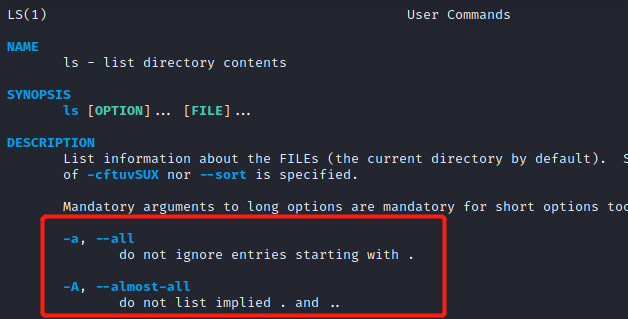 LS(1) User Commands
NAME
ls - list directory contents
SYNOPSIS
ls [OPTION]... [FILE]...
DESCRIPTION
List information about the FILEs (the current directory by default).
of -cftuvSUX nor --sort is specified.
Mandatory arguments to long options are mandatory for short options too
-a, --all
do not ignore entries starting with .
-A, --almost-all
do not list implied . and ..